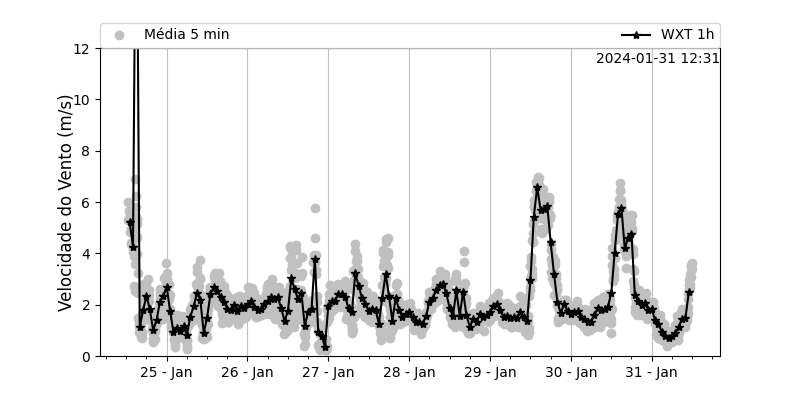 Média 5 min
WXT 1h
2024-01-31 12:31
Velocidade do Vento (m/s)
12
10
8
6
4
2
0
25 - Jan
26 - Jan
27 - Jan
28 - Jan
29 - Jan
30 - Jan
31 - Jan